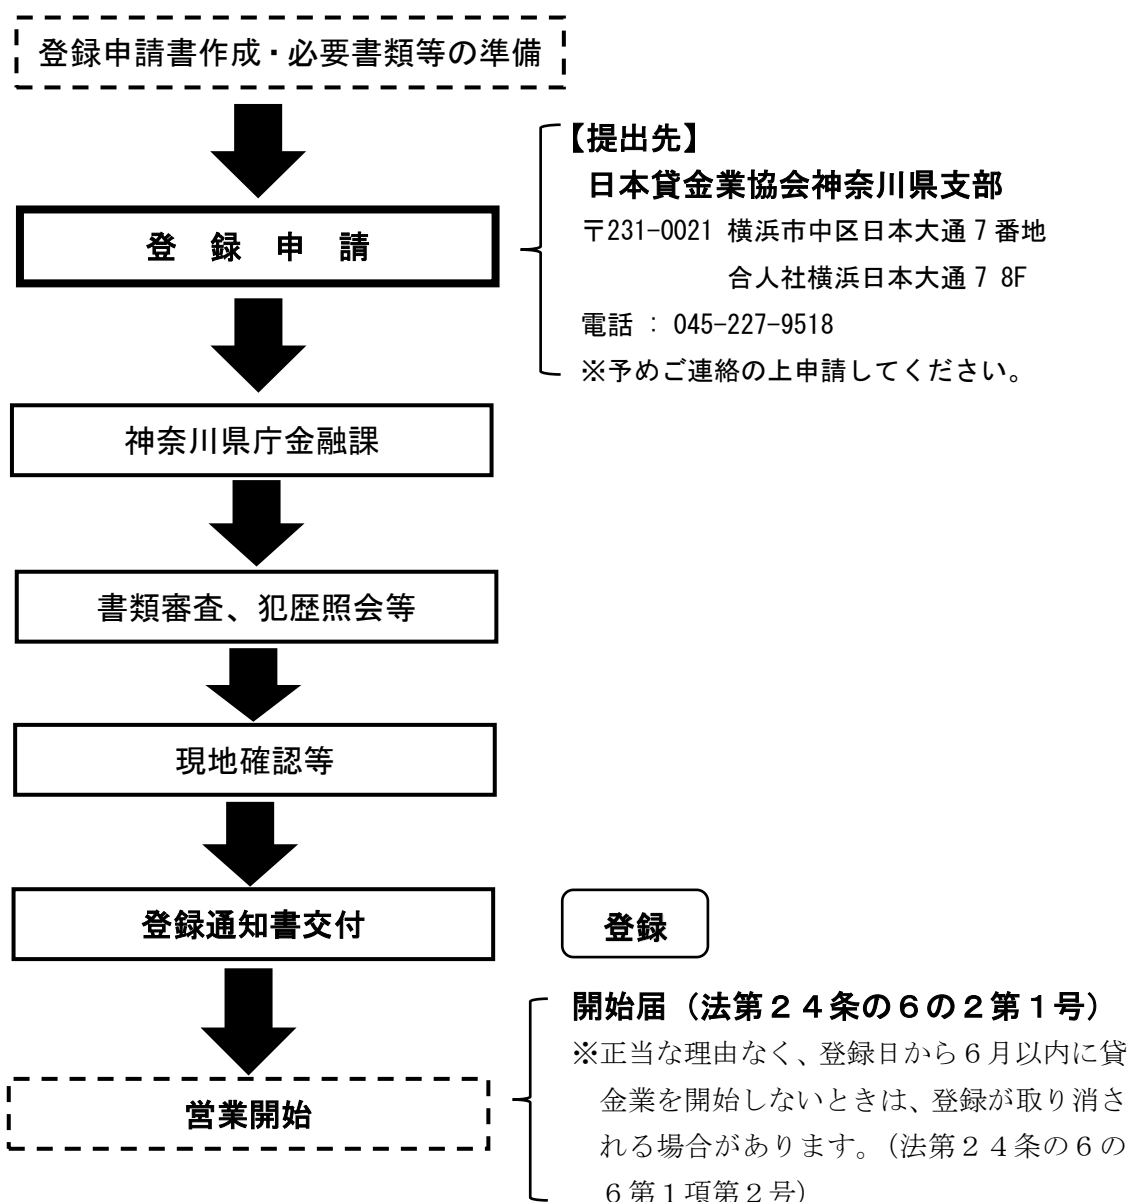 登録申請書作成・必要書類等の準備
【提出先】
日本貸金業協会神奈川県支部
〒231-0021 横浜市中区日本大通７番地
合人社横浜日本大通７ 8F
電話 ： 045-227-9518
※予めご連絡の上申請してください。
登 録 申 請
神奈川県庁金融課
書類審査、犯歴照会等
現地確認等
登録通知書交付
登録
開始届（法第２４条の６の２第１号）
※正当な理由なく、登録日から６月以内に貸
金業を開始しないときは、登録が取り消さ
れる場合があります。（法第２４条の６の
６第１項第２号）
営業開始